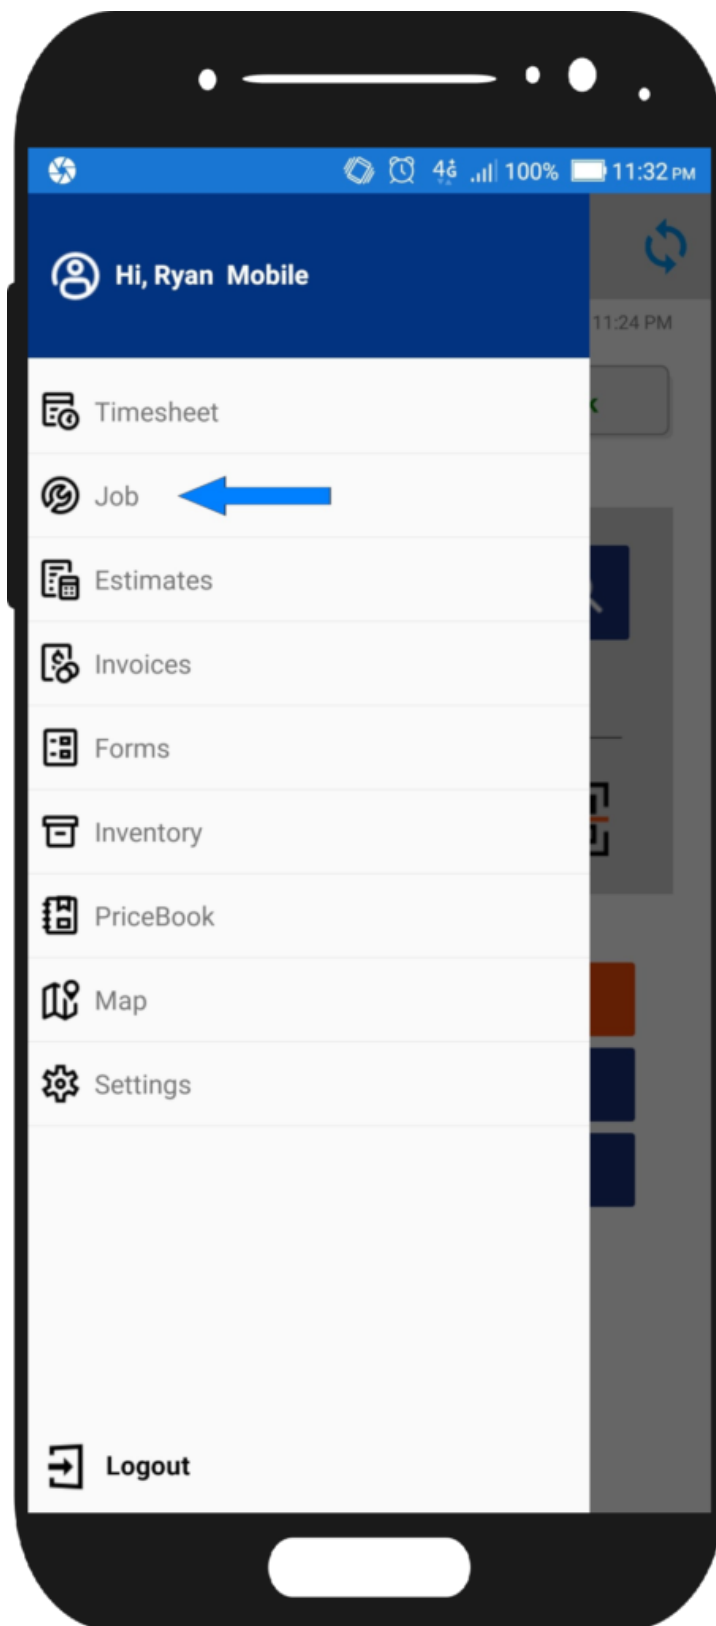 4G 100% 11:32 PM
Hi, Ryan Mobile
11:24 PM
Timesheet
Job
Estimates
Invoices
Forms
Inventory
PriceBook
Map
Settings
Logout